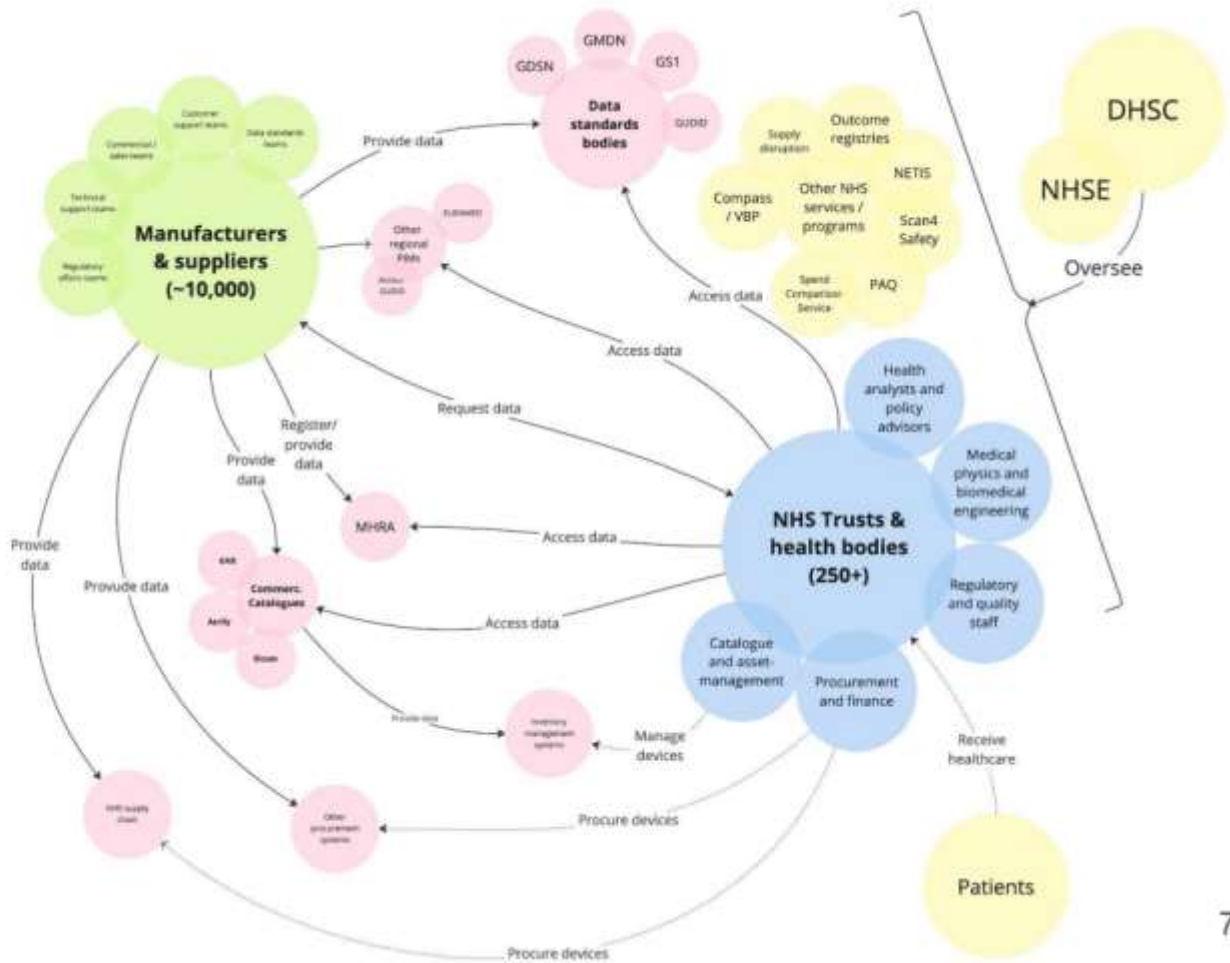 GMDN
GDSN
GS1
Data
standards
bodies
GUDID
Customer
support teams
Data standards
teams
Commercial /
sales teams
Technical
support teams
Regulatory
affairs teams
Manufacturers
& suppliers
(~10,000)
Provide data
Other
regional
PIMs
EUDAMED
GUDID
Supply
disruption
Outcome
registries
NETIS
Compass
/ VBP
Other NHS
services /
programs
Scan4
Safety
Spend
Comparison
Service
PAQ
DHSC
NHSE
Oversee
Access data
Access data
Request data
Register/
provide
data
Provide
data
Provide
data
Provude data
MHRA
Access data
Access data
Commerc.
Catalogues
Health
analysts and
policy
advisors
Medical
physics and
biomedical
engineering
NHS Trusts &
health bodies
(250+)
Regulatory
and quality
staff
Catalogue
and asset-
management
Procurement
and finance
Provide data
Inventory
management
systems
Manage
devices
Receive
healthcare
NHS supply
chain
Other
procurement
systems
Procure devices
Procure devices
Patients
7